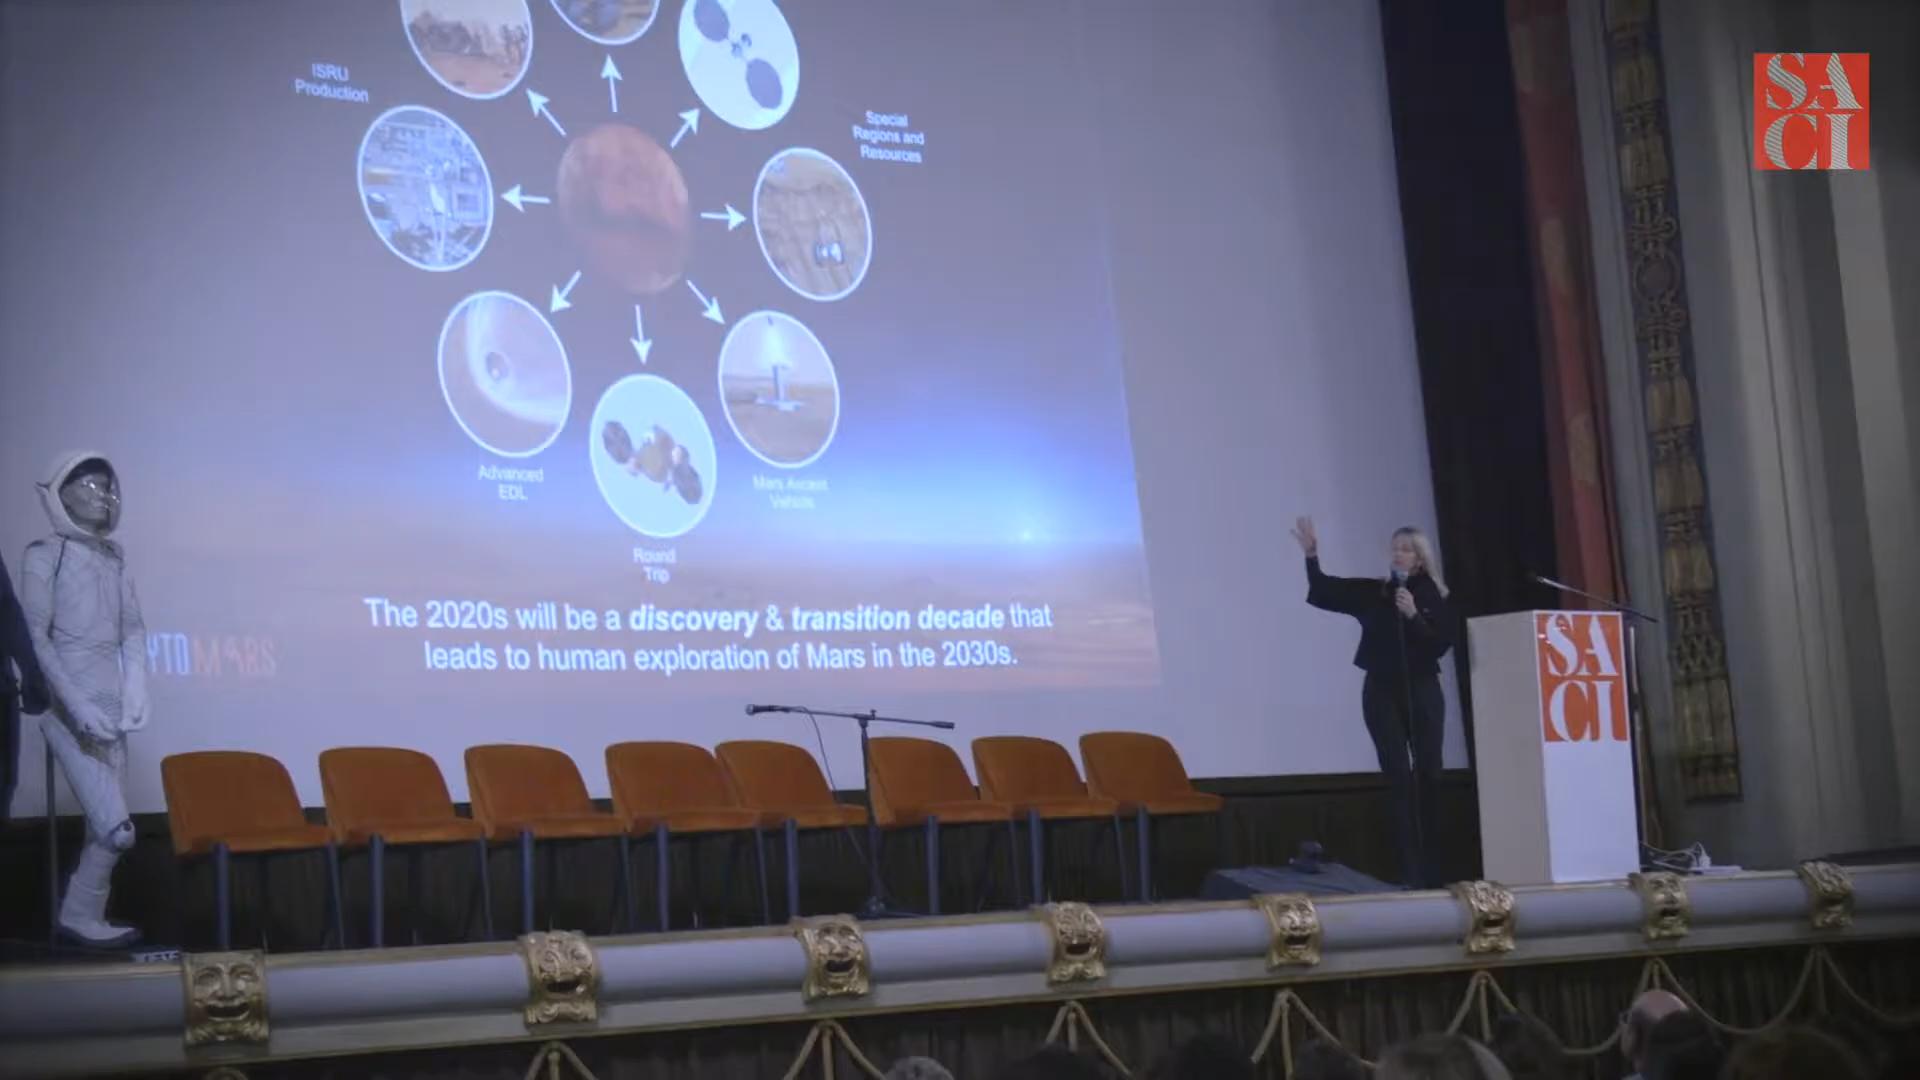 ISRU
Production
Special
Regions and
Resources
Advanced
EDL
Mars Ascent
Vehicle
Round
Trip
The 2020s will be a discovery & transition decade that
leads to human exploration of Mars in the 2030s.
MARS
SA
CI
SA
CI